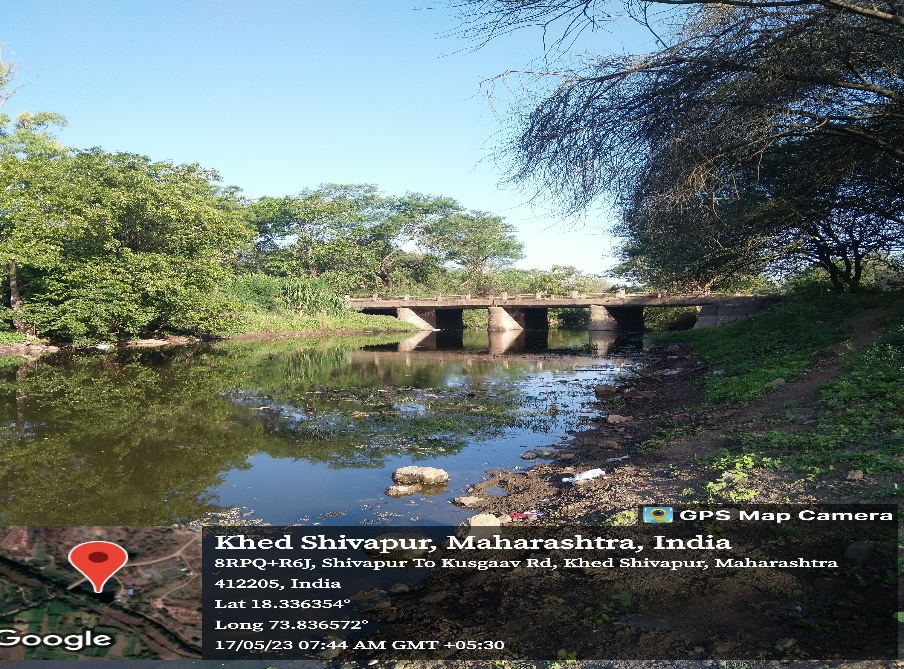 GPS Map Camera
Khed Shivapur, Maharashtra, India
8RPQ+R6J, Shivapur To Kusgaav Rd, Khed Shivapur, Maharashtra
412205, India
Lat 18.336354°
Long 73.836572°
17/05/23 07:44 AM GMT +05:30
Google